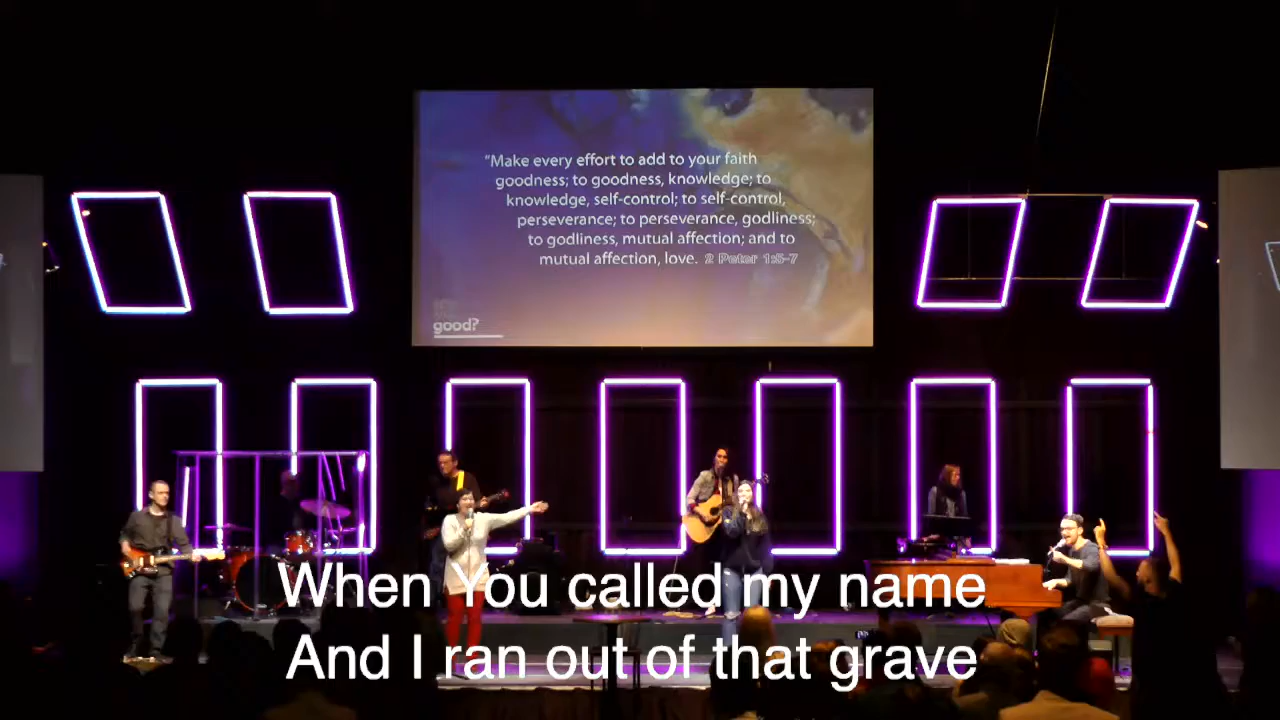 “Make every effort to add to your faith
goodness; to goodness, knowledge; to
knowledge, self-control; to self-control,
perseverance; to perseverance, godliness;
to godliness, mutual affection; and to
mutual affection, love. 2 Peter 1:5-7
good?
When You called my name
And I ran out of that grave